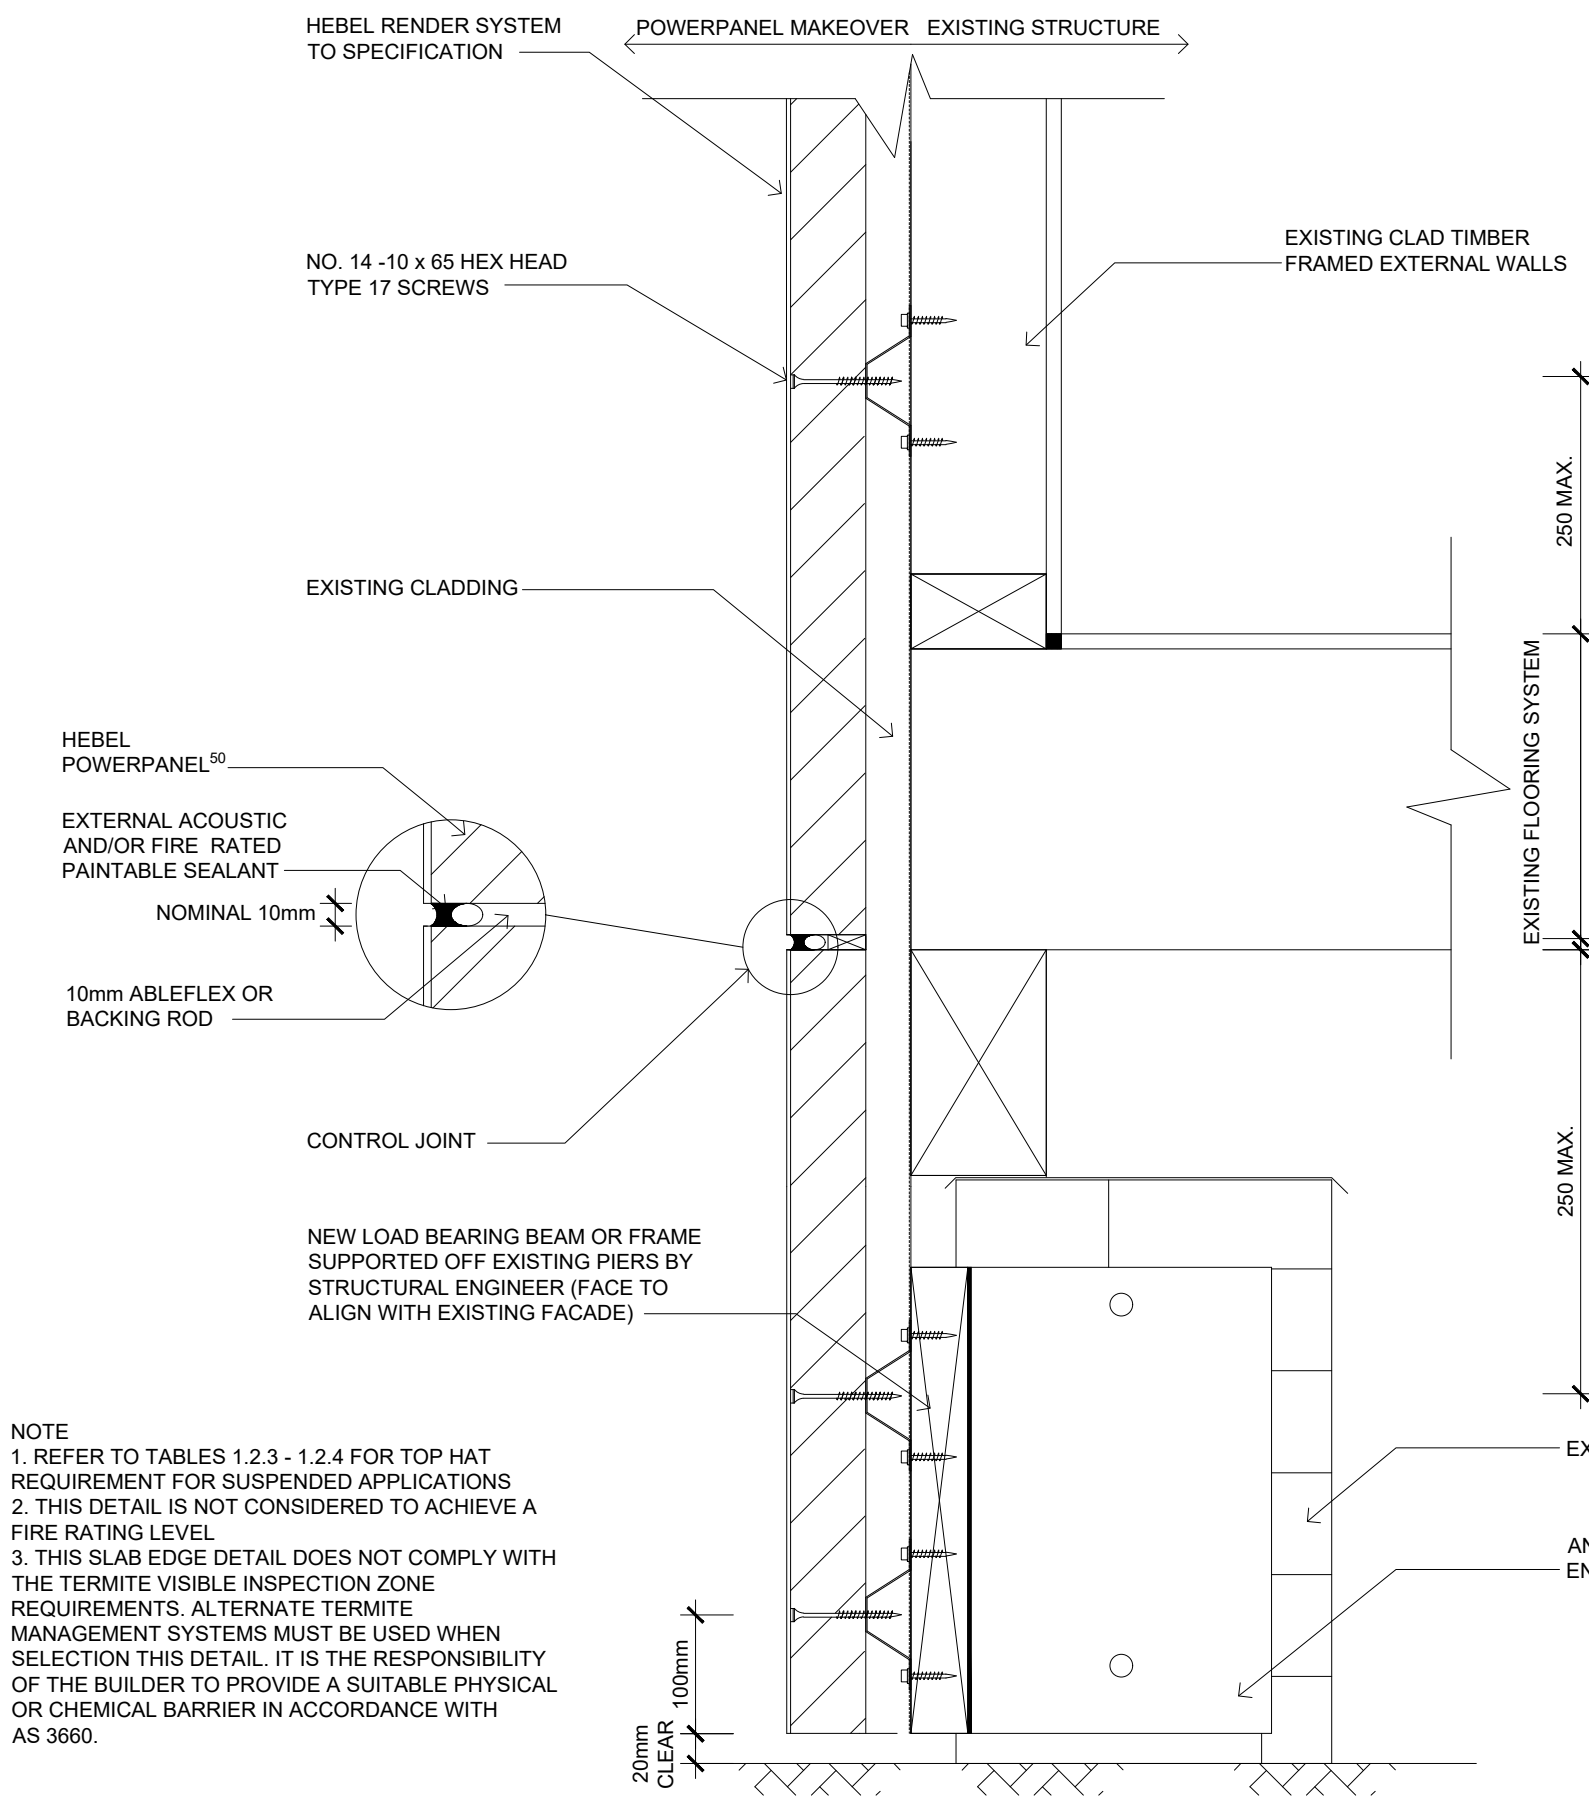 HEBEL RENDER SYSTEM
TO SPECIFICATION
POWERPANEL MAKEOVER EXISTING STRUCTURE
NO. 14 -10 x 65 HEX HEAD
TYPE 17 SCREWS
EXISTING CLAD TIMBER
FRAMED EXTERNAL WALLS
250 MAX.
EXISTING CLADDING
EXISTING FLOORING SYSTEM
HEBEL
POWERPANEL50
EXTERNAL ACOUSTIC
AND/OR FIRE RATED
PAINTABLE SEALANT
NOMINAL 10mm
10mm ABLEFLEX OR
BACKING ROD
CONTROL JOINT
250 MAX.
NEW LOAD BEARING BEAM OR FRAME
SUPPORTED OFF EXISTING PIERS BY
STRUCTURAL ENGINEER (FACE TO
ALIGN WITH EXISTING FACADE)
NOTE
1. REFER TO TABLES 1.2.3 - 1.2.4 FOR TOP HAT
REQUIREMENT FOR SUSPENDED APPLICATIONS
2. THIS DETAIL IS NOT CONSIDERED TO ACHIEVE A
FIRE RATING LEVEL
3. THIS SLAB EDGE DETAIL DOES NOT COMPLY WITH
THE TERMITE VISIBLE INSPECTION ZONE
REQUIREMENTS. ALTERNATE TERMITE
MANAGEMENT SYSTEMS MUST BE USED WHEN
SELECTION THIS DETAIL. IT IS THE RESPONSIBILITY
OF THE BUILDER TO PROVIDE A SUITABLE PHYSICAL
OR CHEMICAL BARRIER IN ACCORDANCE WITH
AS 3660.
100mm
20mm
CLEAR